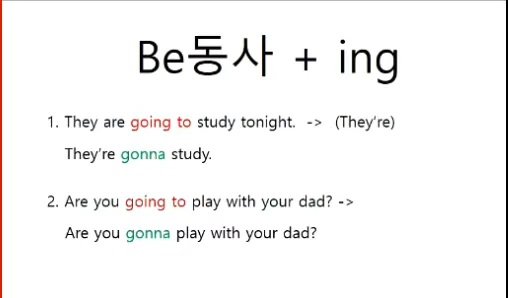 Be동사 + ing
1. They are going to study tonight. -> (They're)
They're gonna study.
2. Are you going to play with your dad? ->
Are you gonna play with your dad?